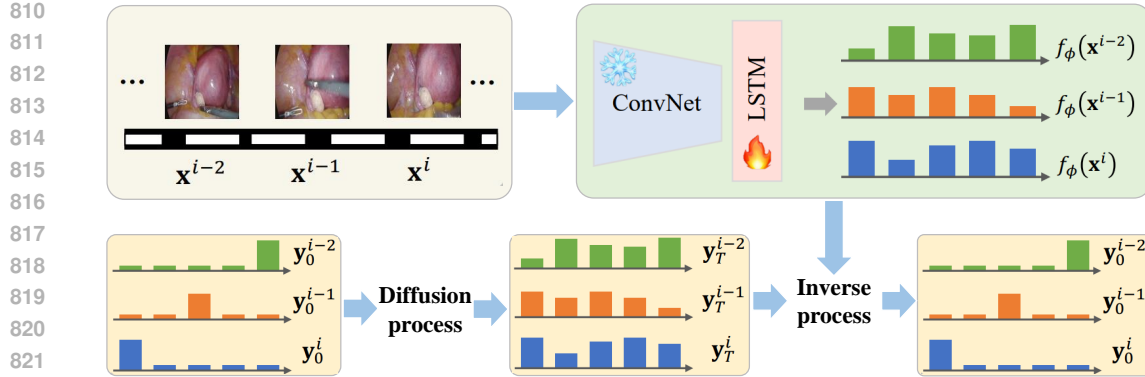 810
811
812
813
814
815
816
817
818
819
820
821
... ...
x^{i-2} x^{i-1} x^i
ConvNet
LSTM
f_ϕ(x^{i-2})
f_ϕ(x^{i-1})
f_ϕ(x^i)
y_0^{i-2}
y_0^{i-1}
y_0^i
Diffusion
process
y_T^{i-2}
y_T^{i-1}
y_T^i
Inverse
process
y_0^{i-2}
y_0^{i-1}
y_0^i